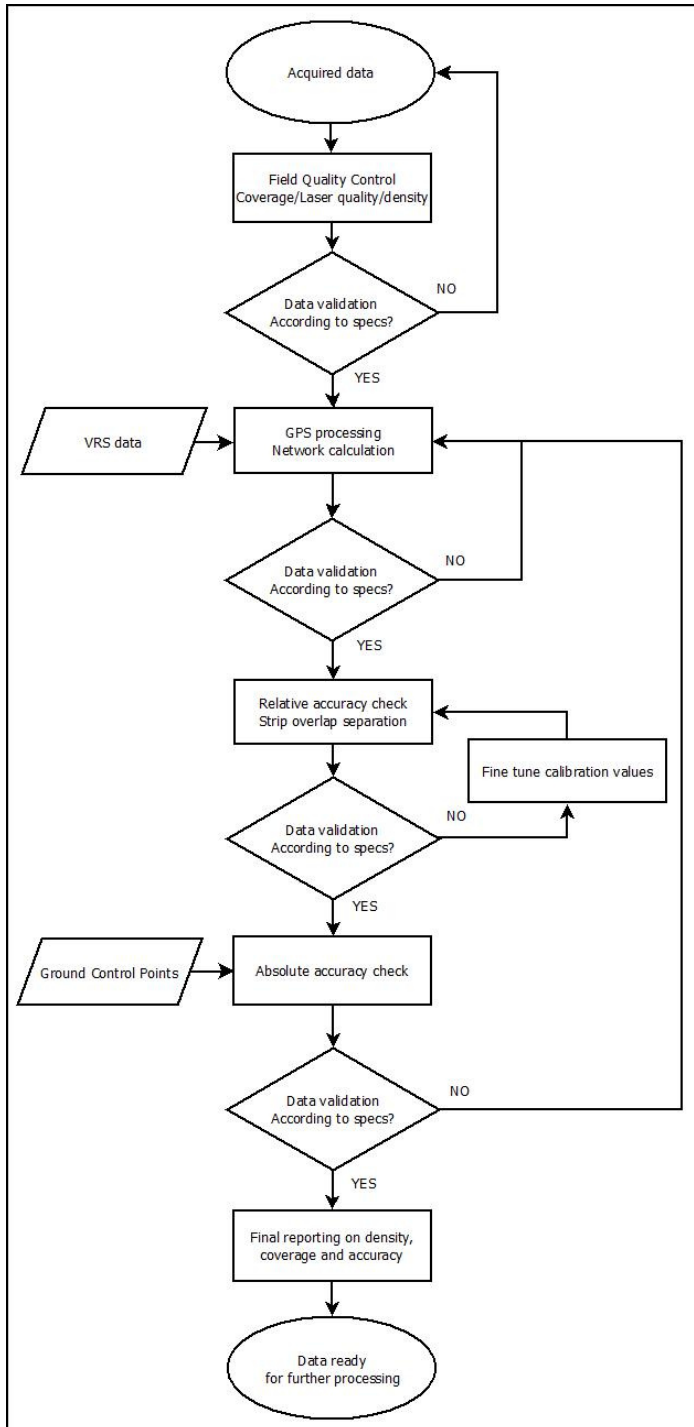 Acquired data
Field Quality Control
Coverage/Laser quality/density
Data validation
According to specs?
NO
YES
VRS data
GPS processing
Network calculation
Data validation
According to specs?
NO
YES
Relative accuracy check
Strip overlap separation
Fine tune calibration values
Data validation
According to specs?
NO
YES
Ground Control Points
Absolute accuracy check
Data validation
According to specs?
NO
YES
Final reporting on density,
coverage and accuracy
Data ready
for further processing